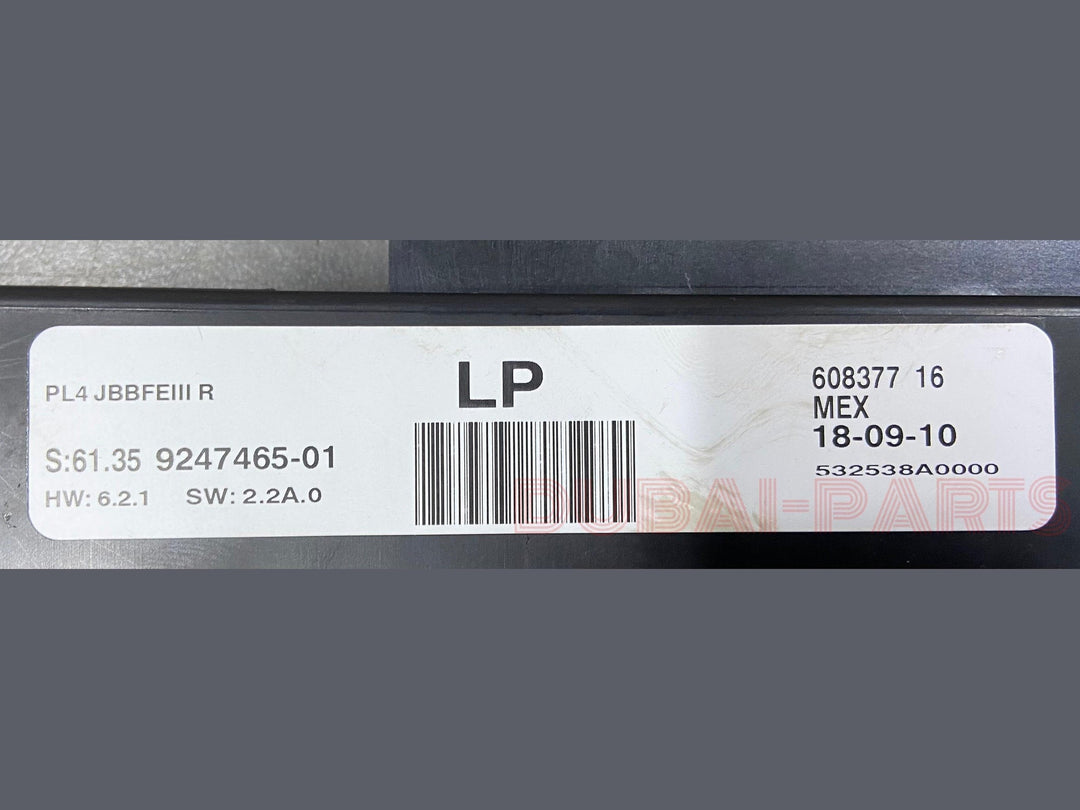 PL4 JBBFEIII R
S:61.35 9247465-01
HW: 6.2.1 SW: 2.2A.0
LP
608377 16
MEX
18-09-10
532538A0000
DUBAI-PARTS